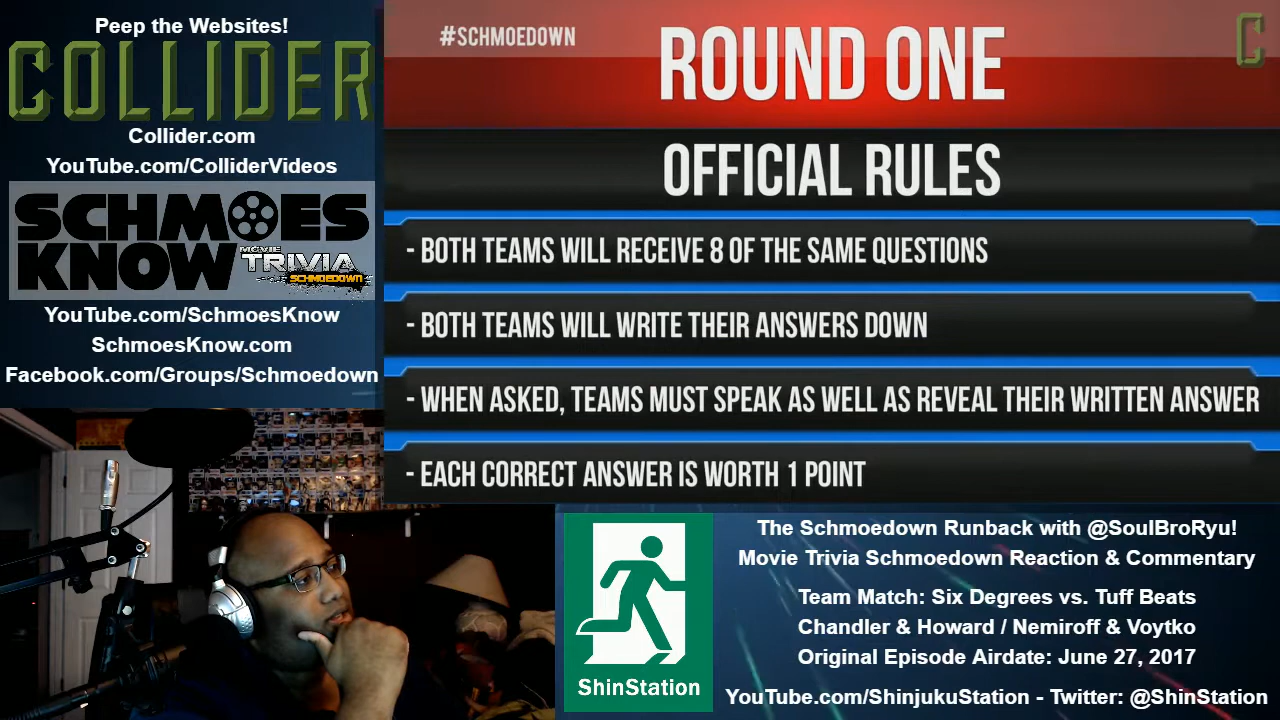 Peep the Websites!
COLLIDER
Collider.com
YouTube.com/ColliderVideos
SCHMOES
KNOW
MOVIE
TRIVIA
SCHMOEDOWN
YouTube.com/SchmoesKnow
SchmoesKnow.com
Facebook.com/Groups/Schmoedown
#SCHMOEDOWN
ROUND ONE
C
OFFICIAL RULES
- BOTH TEAMS WILL RECEIVE 8 OF THE SAME QUESTIONS
- BOTH TEAMS WILL WRITE THEIR ANSWERS DOWN
- WHEN ASKED, TEAMS MUST SPEAK AS WELL AS REVEAL THEIR WRITTEN ANSWER
- EACH CORRECT ANSWER IS WORTH 1 POINT
ShinStation
The Schmoedown Runback with @SoulBroRyu!
Movie Trivia Schmoedown Reaction & Commentary
Team Match: Six Degrees vs. Tuff Beats
Chandler & Howard / Nemiroff & Voytko
Original Episode Airdate: June 27, 2017
YouTube.com/ShinjukuStation - Twitter: @ShinStation